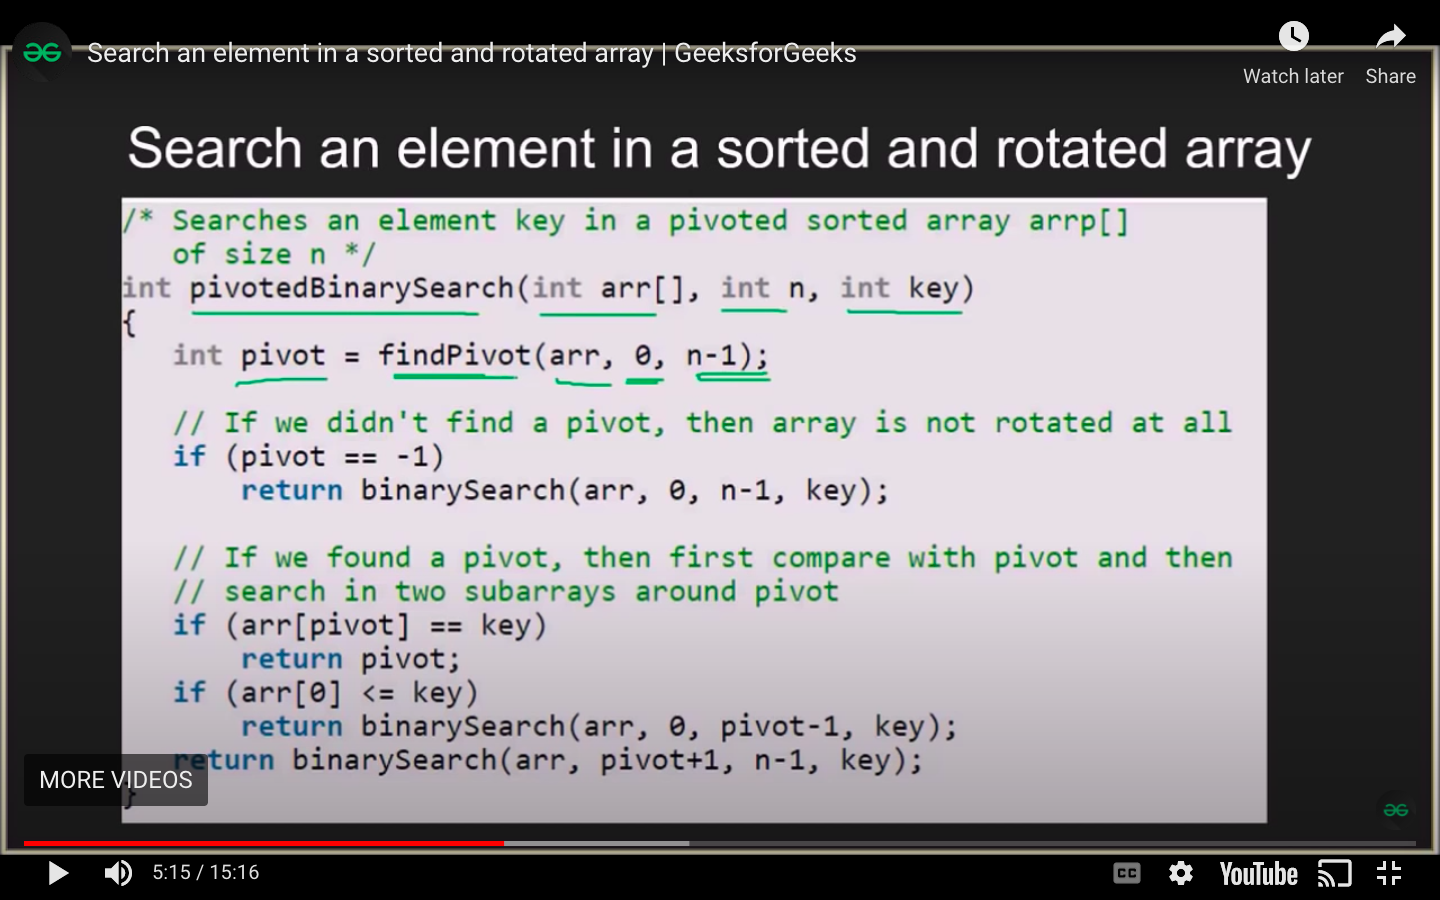 Search an element in a sorted and rotated array | GeeksforGeeks
Watch later
Share
Search an element in a sorted and rotated array
/* Searches an element key in a pivoted sorted array arrp[]
of size n */
int pivotedBinarySearch(int arr[], int n, int key)
{
int pivot = findPivot(arr, 0, n-1);
// If we didn't find a pivot, then array is not rotated at all
if (pivot == -1)
return binarySearch(arr, 0, n-1, key);
// If we found a pivot, then first compare with pivot and then
// search in two subarrays around pivot
if (arr[pivot] == key)
return pivot;
if (arr[0] <= key)
return binarySearch(arr, 0, pivot-1, key);
return binarySearch(arr, pivot+1, n-1, key);
}
MORE VIDEOS
5:15 / 15:16
CC
YouTube